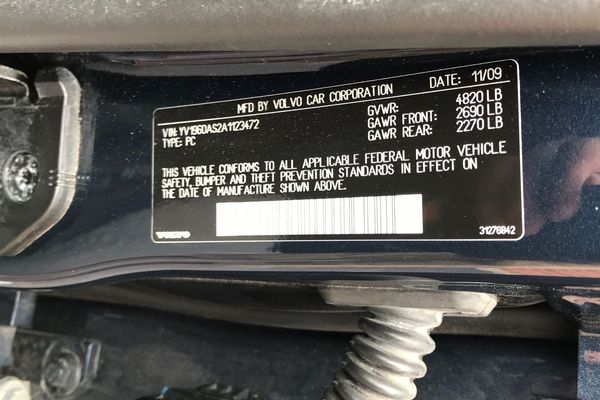 MFD BY VOLVO CAR CORPORATION DATE: 11/09
VIN: YV1960AS2A1123472
TYPE: PC
GVWR: 4820 LB
GAWR FRONT: 2690 LB
GAWR REAR: 2270 LB
THIS VEHICLE CONFORMS TO ALL APPLICABLE FEDERAL MOTOR VEHICLE
SAFETY, BUMPER AND THEFT PREVENTION STANDARDS IN EFFECT ON
THE DATE OF MANUFACTURE SHOWN ABOVE.
VOLVO 31276842